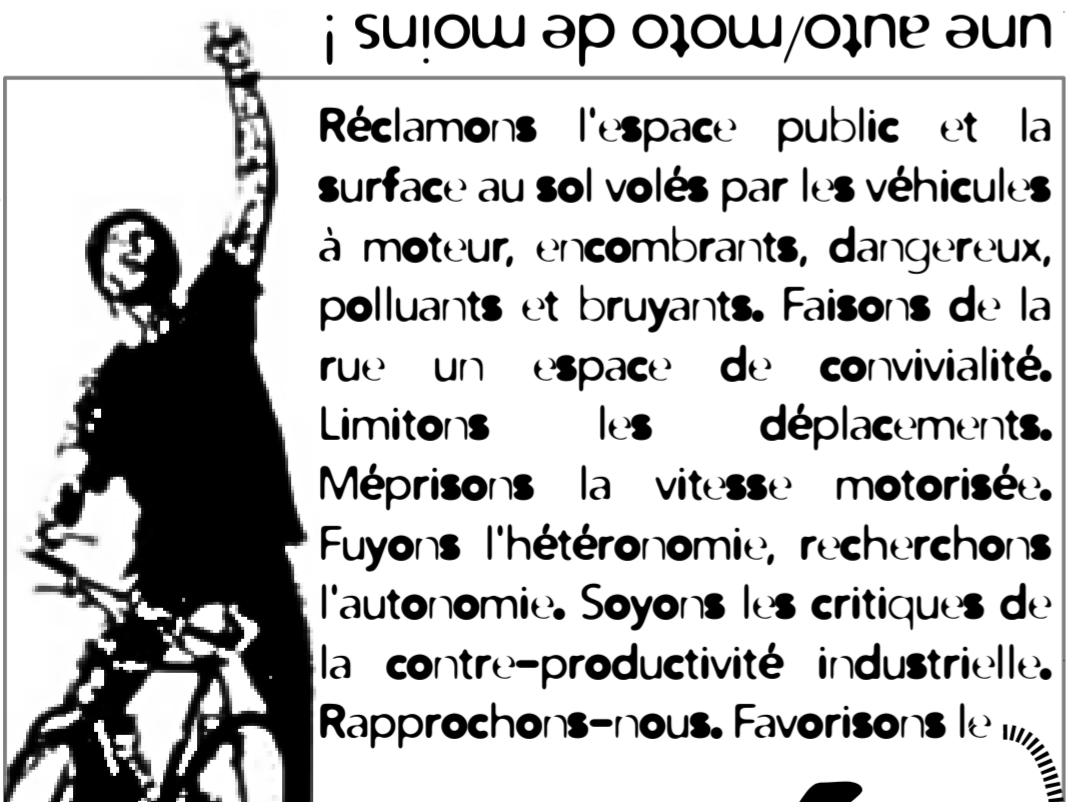 une auto/moto de moins !
Réclamons l'espace public et la
surface au sol volés par les véhicules
à moteur, encombrants, dangereux,
polluants et bruyants. Faisons de la
rue un espace de convivialité.
Limitons les déplacements.
Méprisons la vitesse motorisée.
Fuyons l'hétéronomie, recherchons
l'autonomie. Soyons les critiques de
la contre-productivité industrielle.
Rapprochons-nous. Favorisons le